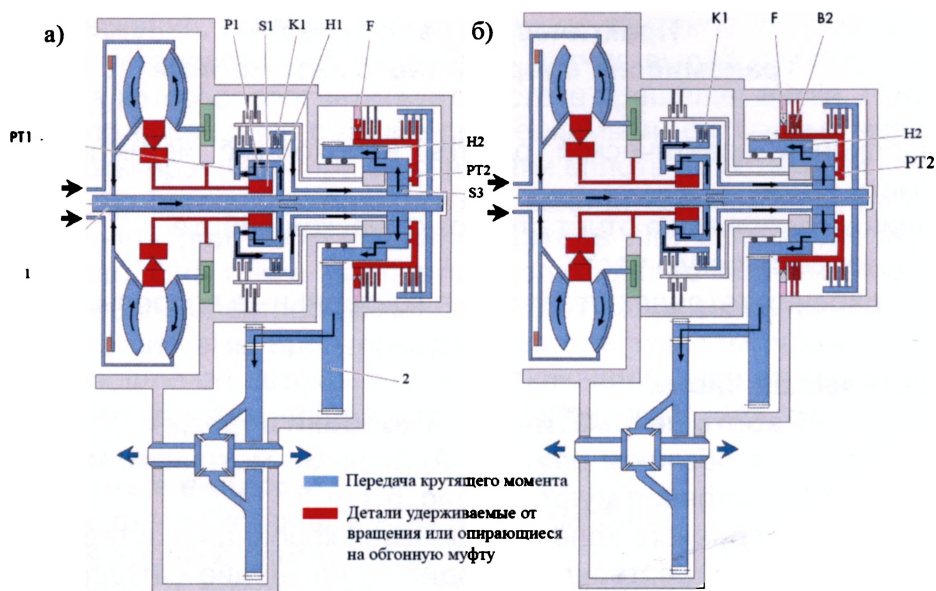 а)
P1 S1 K1 H1 F
PT1
H2
PT2
S3
1
2
б)
K1 F B2
H2
PT2
Передача крутящего момента
Детали удерживаемые от
вращения или опирающиеся
на обгонную муфту